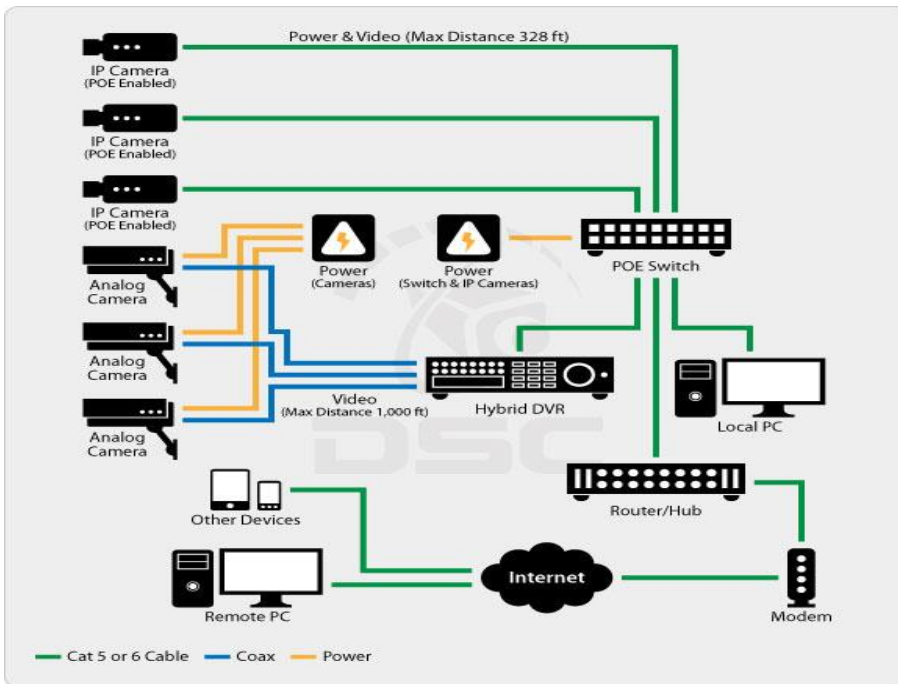 Power & Video (Max Distance 328 ft)
IP Camera
(POE Enabled)
IP Camera
(POE Enabled)
IP Camera
(POE Enabled)
Analog
Camera
Power
(Cameras)
Power
(Switch & IP Cameras)
POE Switch
Analog
Camera
Video
(Max Distance 1,000 ft)
Hybrid DVR
Local PC
Analog
Camera
DSC
Router/Hub
Other Devices
Internet
Remote PC
Modem
Cat 5 or 6 Cable
Coax
Power